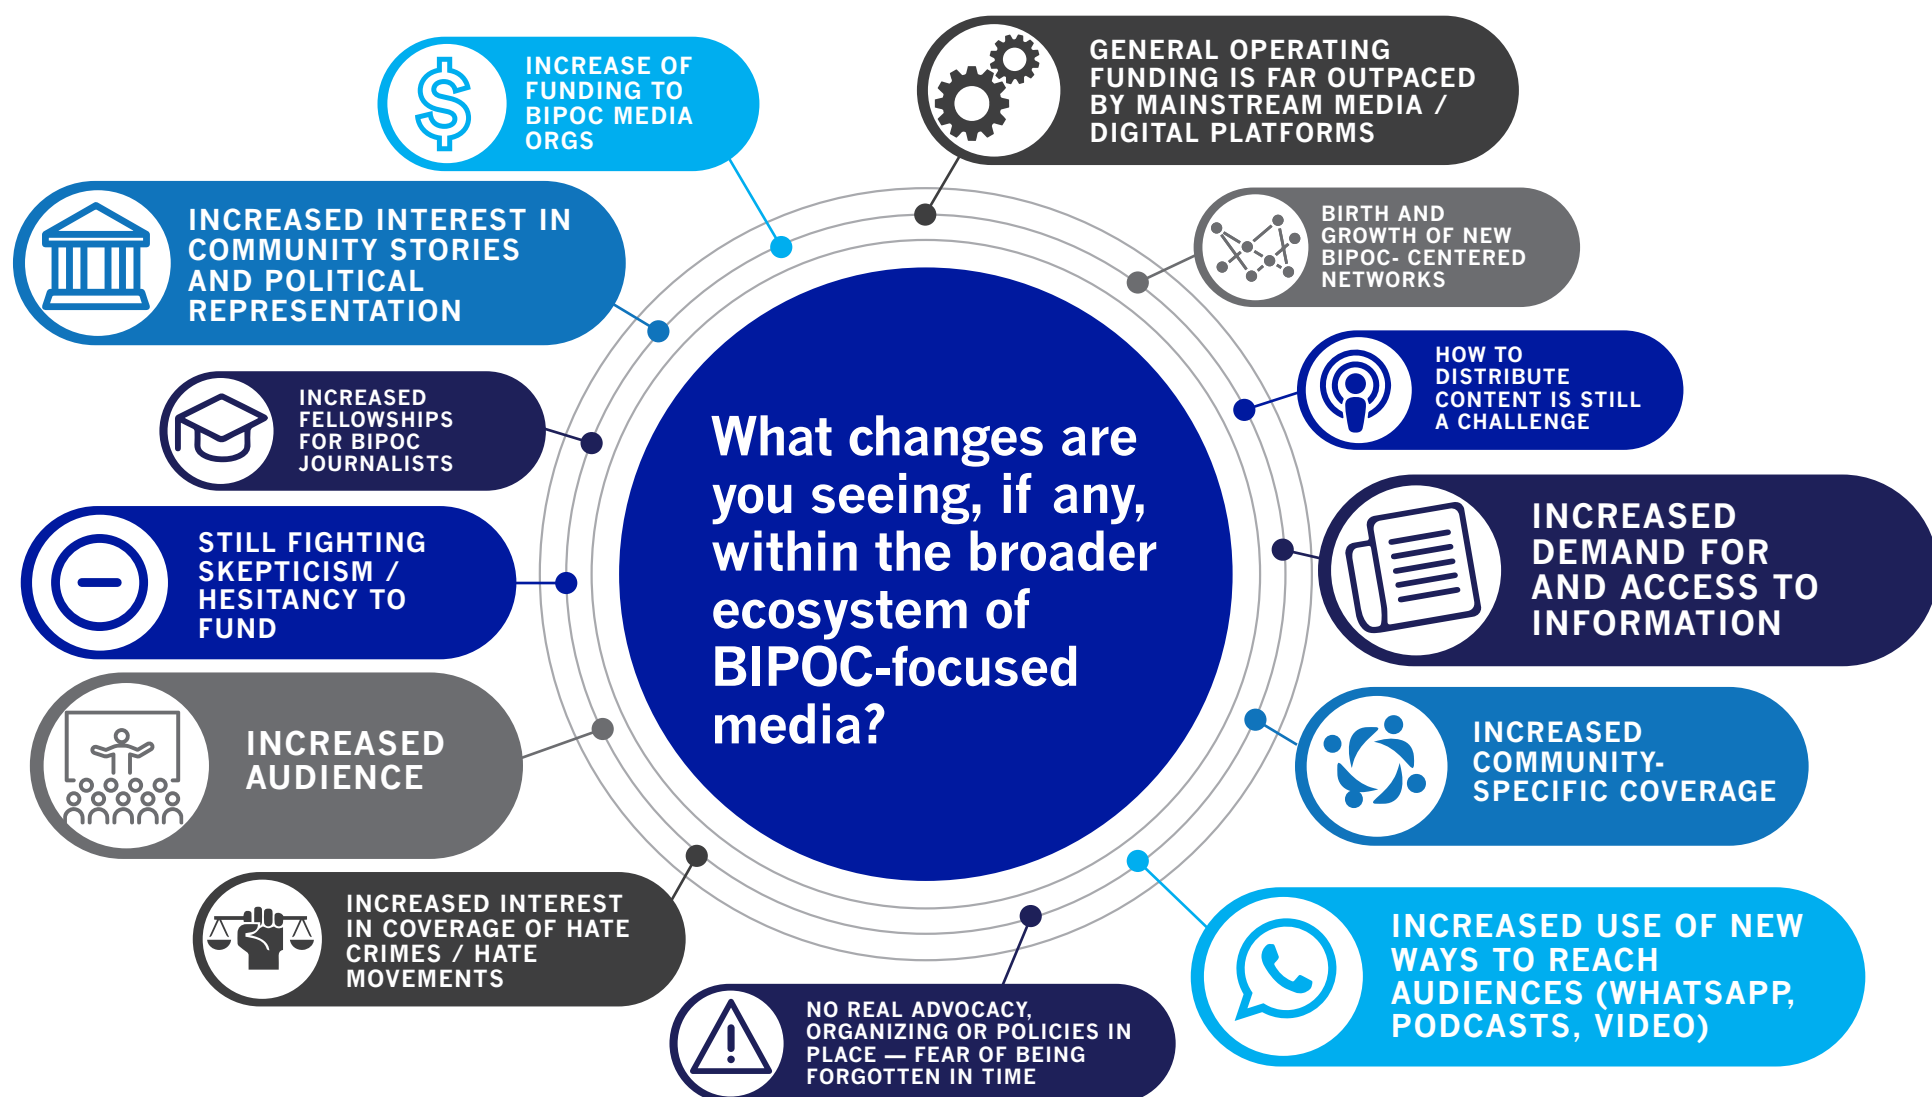 INCREASE OF
FUNDING TO
BIPOC MEDIA
ORGS
GENERAL OPERATING
FUNDING IS FAR OUTPACED
BY MAINSTREAM MEDIA /
DIGITAL PLATFORMS
INCREASED INTEREST IN
COMMUNITY STORIES
AND POLITICAL
REPRESENTATION
BIRTH AND
GROWTH OF NEW
BIPOC- CENTERED
NETWORKS
INCREASED
FELLOWSHIPS
FOR BIPOC
JOURNALISTS
HOW TO
DISTRIBUTE
CONTENT IS STILL
A CHALLENGE
What changes are
you seeing, if any,
within the broader
ecosystem of
BIPOC-focused
media?
STILL FIGHTING
SKEPTICISM /
HESITANCY TO
FUND
INCREASED
DEMAND FOR
AND ACCESS TO
INFORMATION
INCREASED
AUDIENCE
INCREASED
COMMUNITY-
SPECIFIC COVERAGE
INCREASED INTEREST
IN COVERAGE OF HATE
CRIMES / HATE
MOVEMENTS
INCREASED USE OF NEW
WAYS TO REACH
AUDIENCES (WHATSAPP,
PODCASTS, VIDEO)
NO REAL ADVOCACY,
ORGANIZING OR POLICIES IN
PLACE — FEAR OF BEING
FORGOTTEN IN TIME